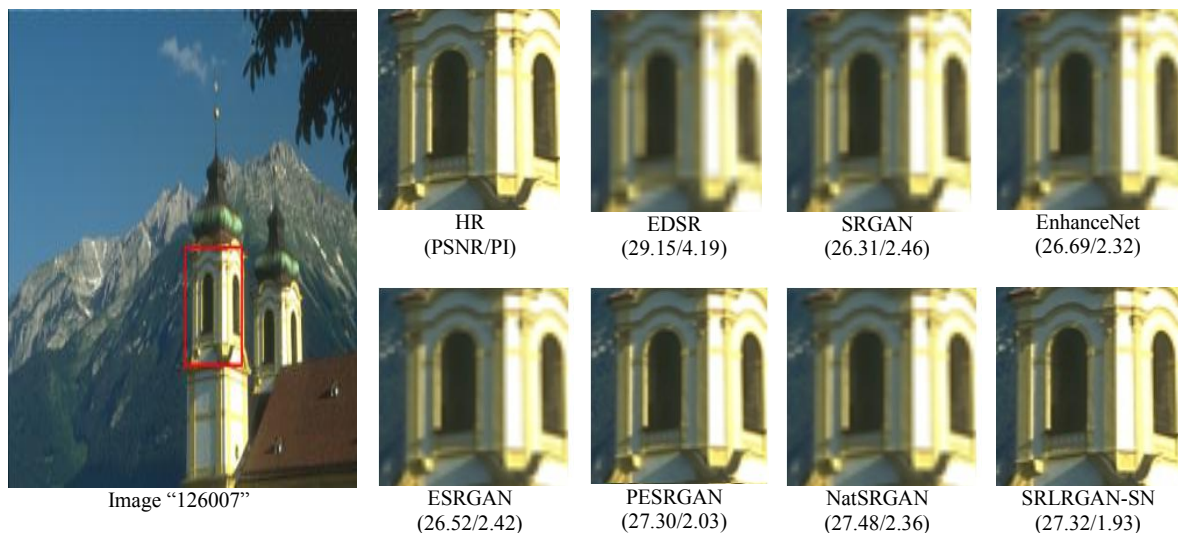 HR
(PSNR/PI)
EDSR
(29.15/4.19)
SRGAN
(26.31/2.46)
EnhanceNet
(26.69/2.32)
Image “126007”
ESRGAN
(26.52/2.42)
PESRGAN
(27.30/2.03)
NatSRGAN
(27.48/2.36)
SRLRGAN-SN
(27.32/1.93)